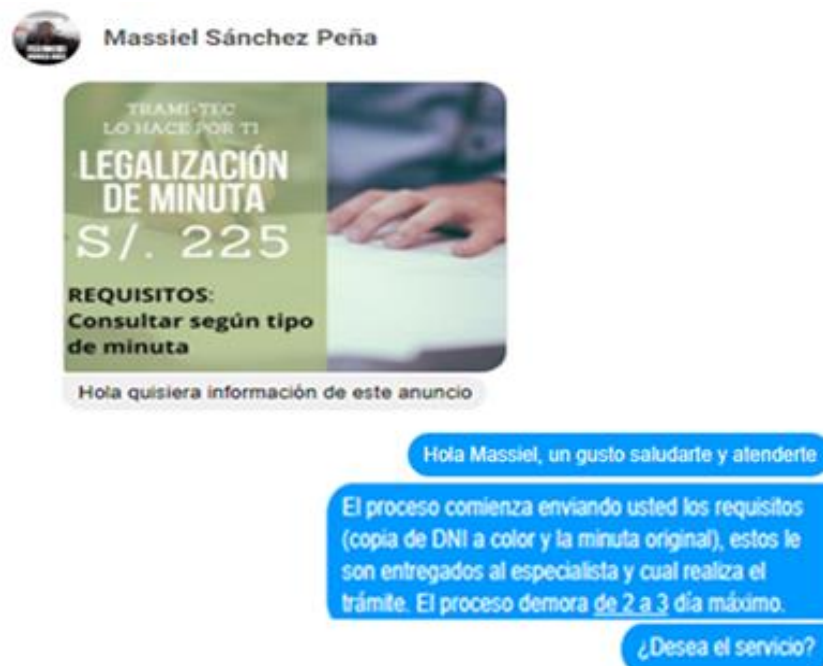 Massiel Sánchez Peña
TRAMI-TEC
LO HACE POR TI
LEGALIZACIÓN
DE MINUTA
S/. 225
REQUISITOS:
Consultar según tipo
de minuta
Hola quisiera información de este anuncio
Hola Massiel, un gusto saludarte y atenderte
El proceso comienza enviando usted los requisitos
(copia de DNI a color y la minuta original), estos le
son entregados al especialista y cual realiza el
trámite. El proceso demora de 2 a 3 día máximo.
¿Desea el servicio?